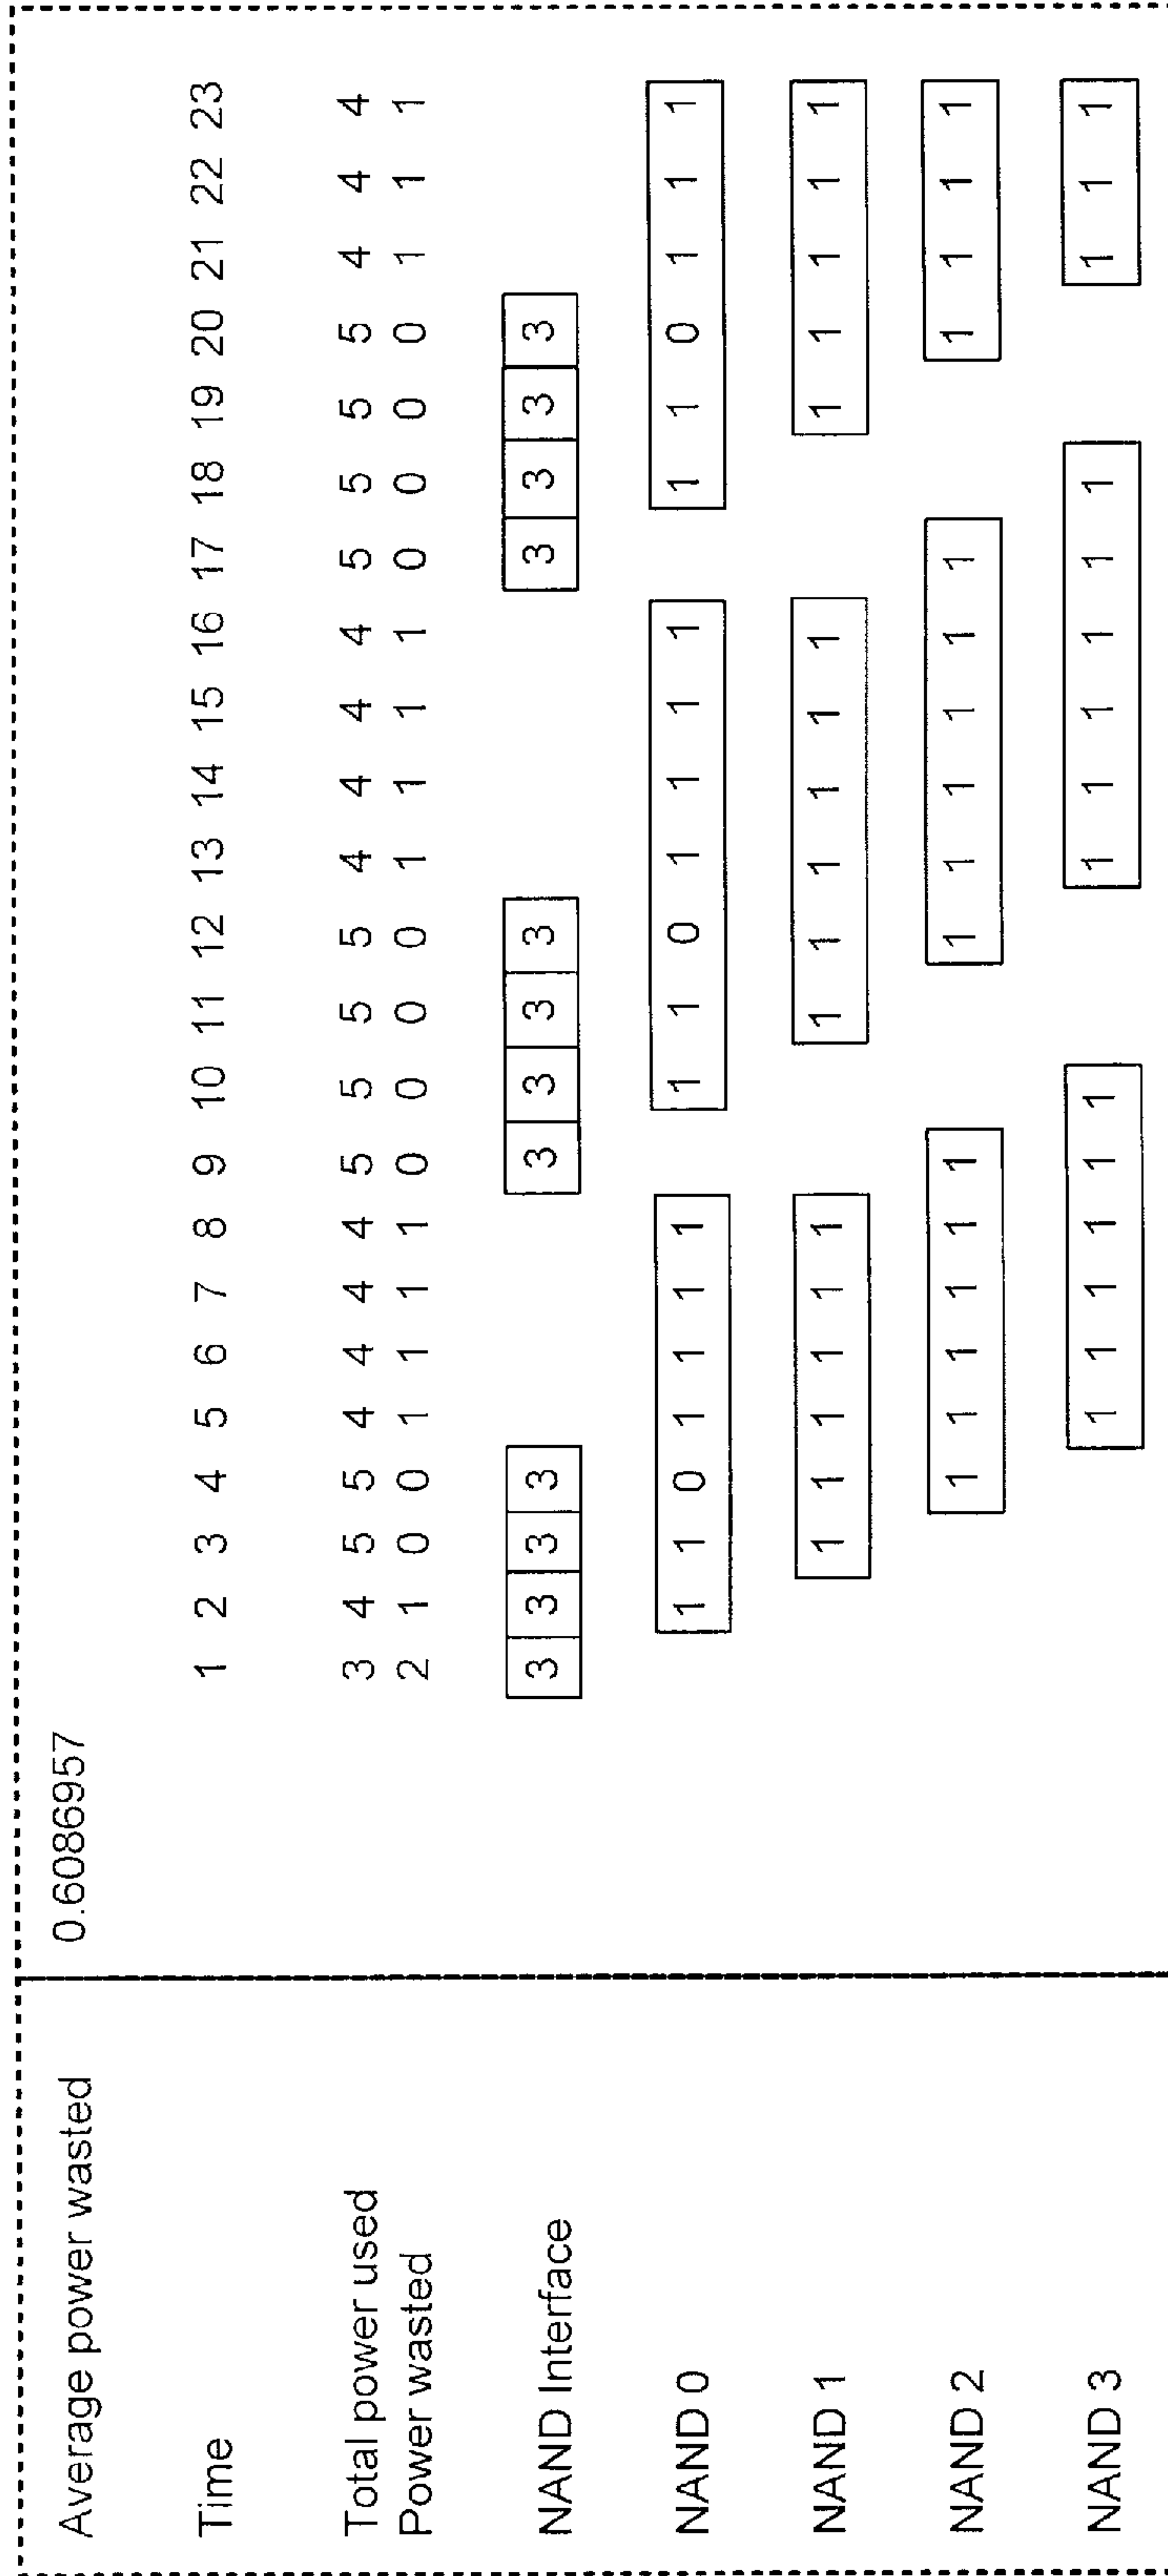 Average power wasted 0.6086957
Time 1 2 3 4 5 6 7 8 9 10 11 12 13 14 15 16 17 18 19 20 21 22 23
Total power used 3 4 5 5 4 4 4 4 5 5 5 5 4 4 4 4 5 5 5 5 4 4 4
Power wasted 2 1 0 0 1 1 1 1 0 0 0 0 1 1 1 1 0 0 0 0 1 1 1
NAND Interface 3 3 3 3 3 3 3 3 3 3 3 3
NAND 0 1 1 0 1 1 1 1 1 1 0 1 1 1 1 1 1 0 1 1 1
NAND 1 1 1 1 1 1 1 1 1 1 1 1 1 1 1 1 1 1
NAND 2 1 1 1 1 1 1 1 1 1 1 1 1 1 1 1 1
NAND 3 1 1 1 1 1 1 1 1 1 1 1 1 1 1 1